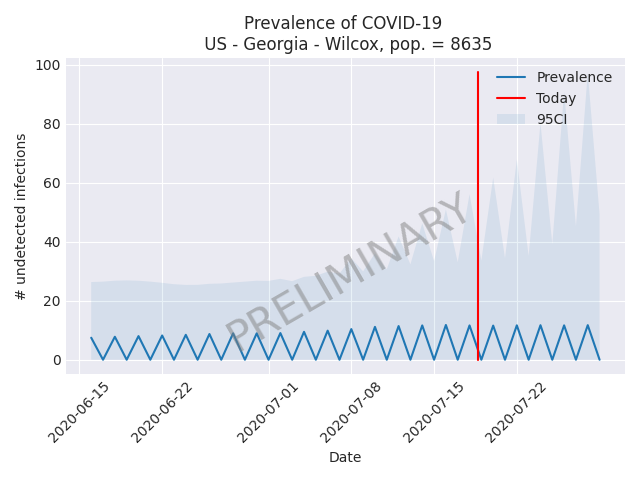 Prevalence of COVID-19
US - Georgia - Wilcox, pop. = 8635
100
80
60
40
20
0
# undetected infections
Prevalence
Today
95CI
PRELIMINARY
2020-06-15
2020-06-22
2020-07-01
2020-07-08
2020-07-15
2020-07-22
Date